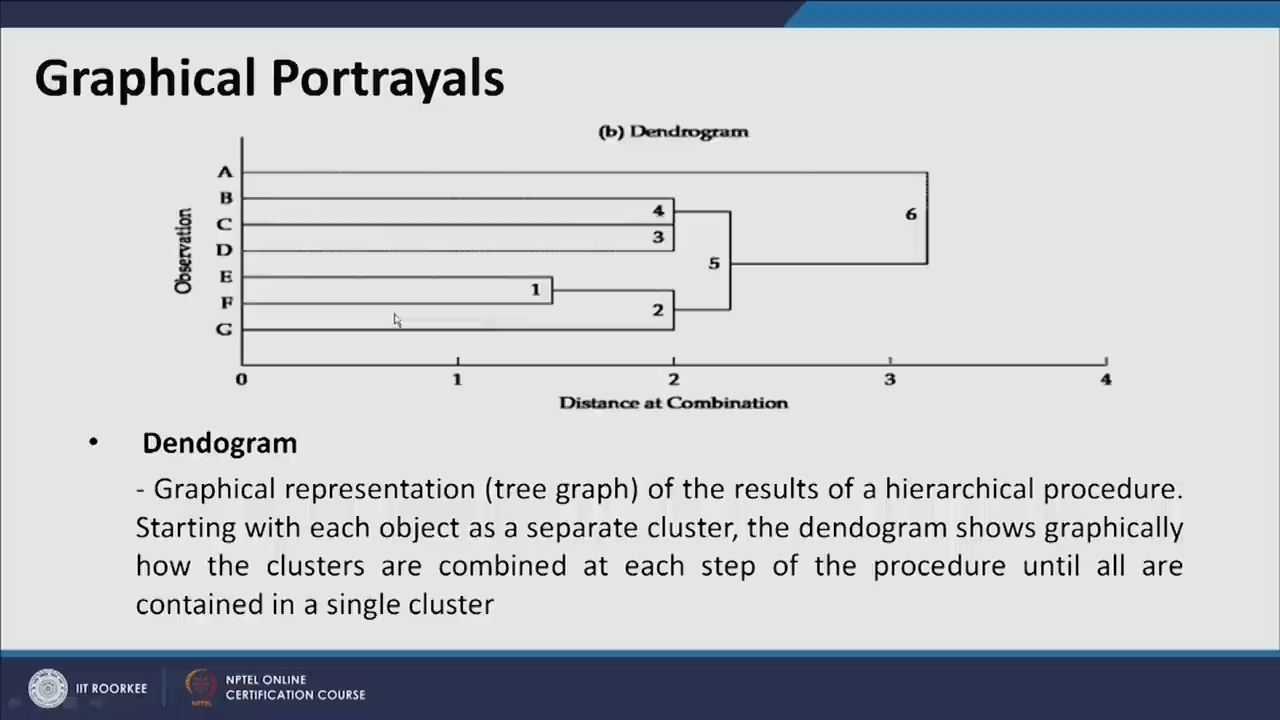 Graphical Portrayals
(b) Dendrogram
Observation
A
B
C
D
E
F
G
4
3
1
2
5
6
0 1 2 3 4
Distance at Combination
• Dendogram
- Graphical representation (tree graph) of the results of a hierarchical procedure.
Starting with each object as a separate cluster, the dendogram shows graphically
how the clusters are combined at each step of the procedure until all are
contained in a single cluster
IIT ROORKEE
NPTEL
NPTEL ONLINE
CERTIFICATION COURSE